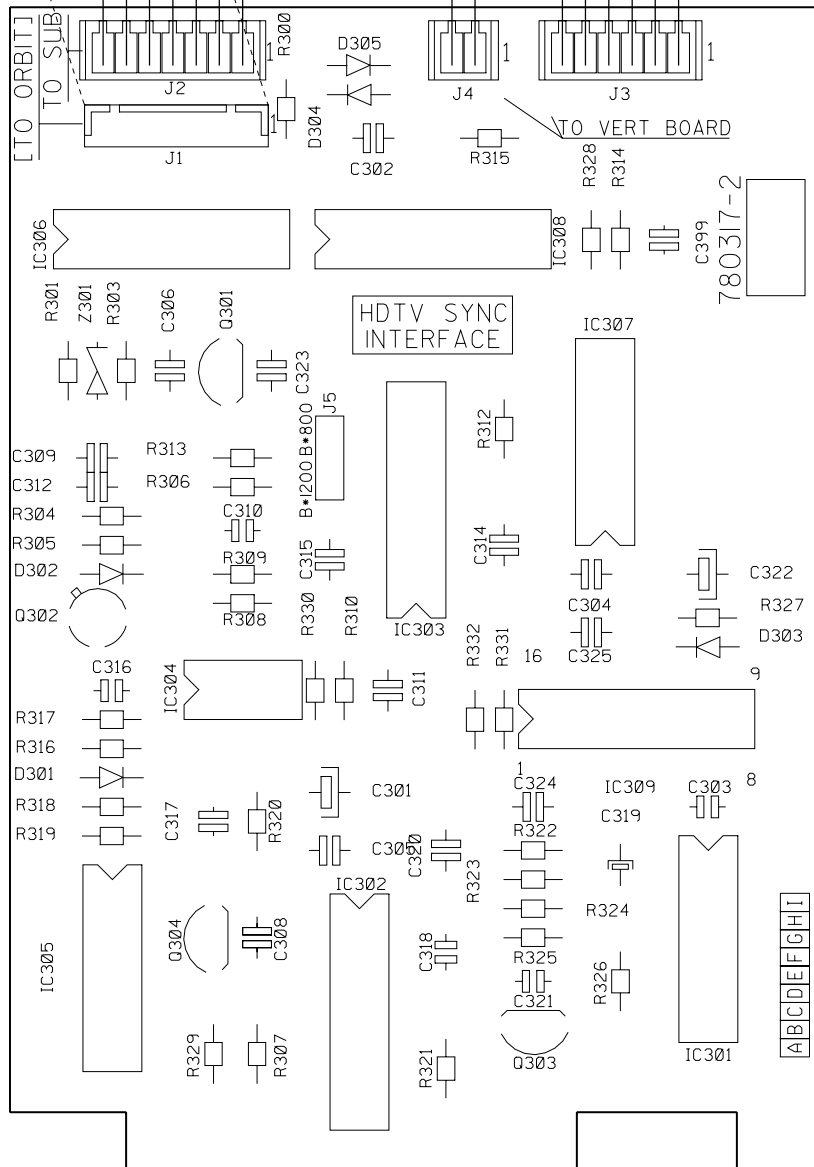 [TO ORBIT]
TO SUB
1
J2
1
J1
R300
D304
D305
C302
1
J4
1
J3
TO VERT BOARD
R315
R328
R314
C399
780317-2
IC306
IC308
R301
Z301
R303
C306
Q301
C323
HDTV SYNC
INTERFACE
IC307
J5
B*1200 B*800
R312
C309
R313
C312
R306
R304
C310
R305
R309
C315
C314
D302
R308
Q302
R330
R310
IC303
C304
C322
R327
C325
D303
R332
R331
16
9
C316
IC304
C311
R317
R316
D301
1
8
C324
IC309
C303
C301
C319
R318
C317
R320
R319
C305
C320
R322
R323
IC302
R324
IC305
Q304
C308
C318
R325
R326
C321
R329
R307
R321
Q303
IC301
A B C D E F G H I